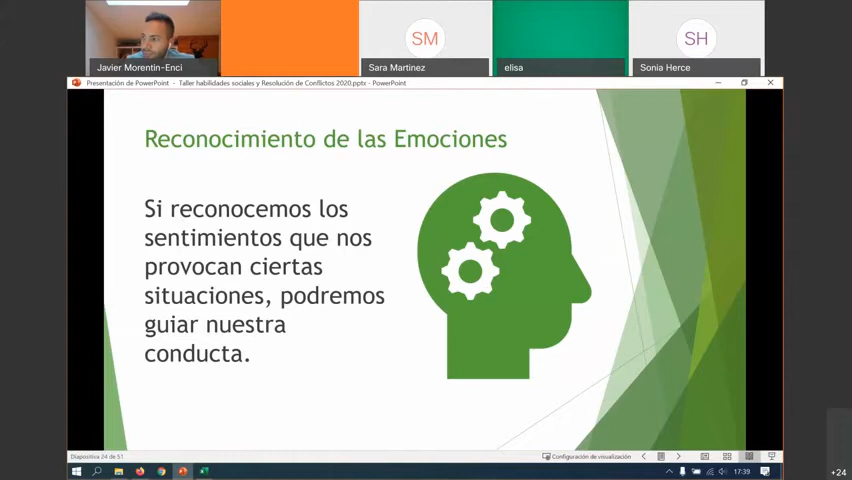 SM
SH
Javier Morentin-Enci
Sara Martinez
elisa
Sonia Herce
Presentación de PowerPoint - Taller habilidades sociales y Resolución de Conflictos 2020.pptx - PowerPoint
Reconocimiento de las Emociones
Si reconocemos los
sentimientos que nos
provocan ciertas
situaciones, podremos
guiar nuestra
conducta.
Diapositiva 24 de 51
Configuración de visualización
17:39
+24